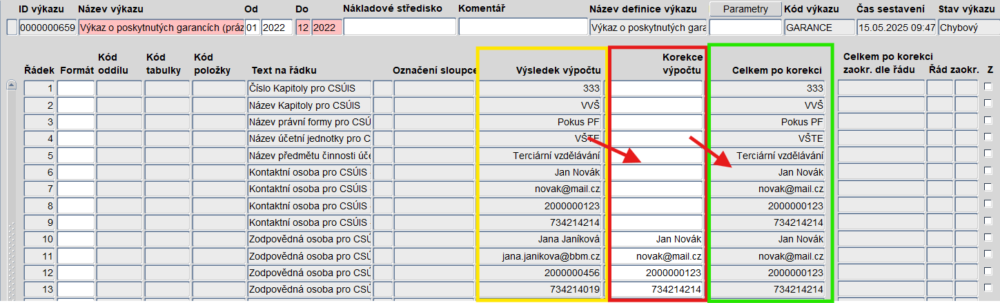 ID výkazu Název výkazu Od Do Nákladové středisko Komentář Název definice výkazu Parametry Kód výkazu Čas sestavení Stav výkazu
0000000659 Výkaz o poskytnutých garancích (práz 01 2022 12 2022 Výkaz o poskytnutých gara GARANCE 15.05.2025 09:47 Chybový
Řádek Formát Kód oddílu Kód tabulky Kód položky Text na řádku Označení sloupce Výsledek výpočtu Korekce výpočtu Celkem po korekci Celkem po korekci zaokr. dle řádu Řád zaokr. Z
1 Číslo Kapitoly pro CSÚIS 333 333
2 Název Kapitoly pro CSÚIS VVŠ VVŠ
3 Název právní formy pro CSÚ Pokus PF Pokus PF
4 Název účetní jednotky pro C VŠTE VŠTE
5 Název předmětu činnosti úče Terciární vzdělávání Terciární vzdělávání
6 Kontaktní osoba pro CSÚIS Jan Novák Jan Novák
7 Kontaktní osoba pro CSÚIS novak@mail.cz novak@mail.cz
8 Kontaktní osoba pro CSÚIS 2000000123 2000000123
9 Kontaktní osoba pro CSÚIS 734214214 734214214
10 Zodpovědná osoba pro CSÚ Jana Janíková Jan Novák Jan Novák
11 Zodpovědná osoba pro CSÚ jana.janikova@bbm.cz novak@mail.cz novak@mail.cz
12 Zodpovědná osoba pro CSÚ 2000000456 2000000123 2000000123
13 Zodpovědná osoba pro CSÚ 734214019 734214214 734214214